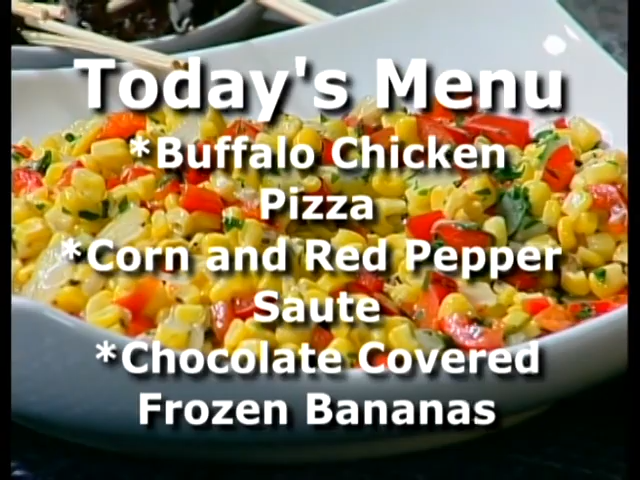 Today's Menu
*Buffalo Chicken
Pizza
*Corn and Red Pepper
Saute
*Chocolate Covered
Frozen Bananas